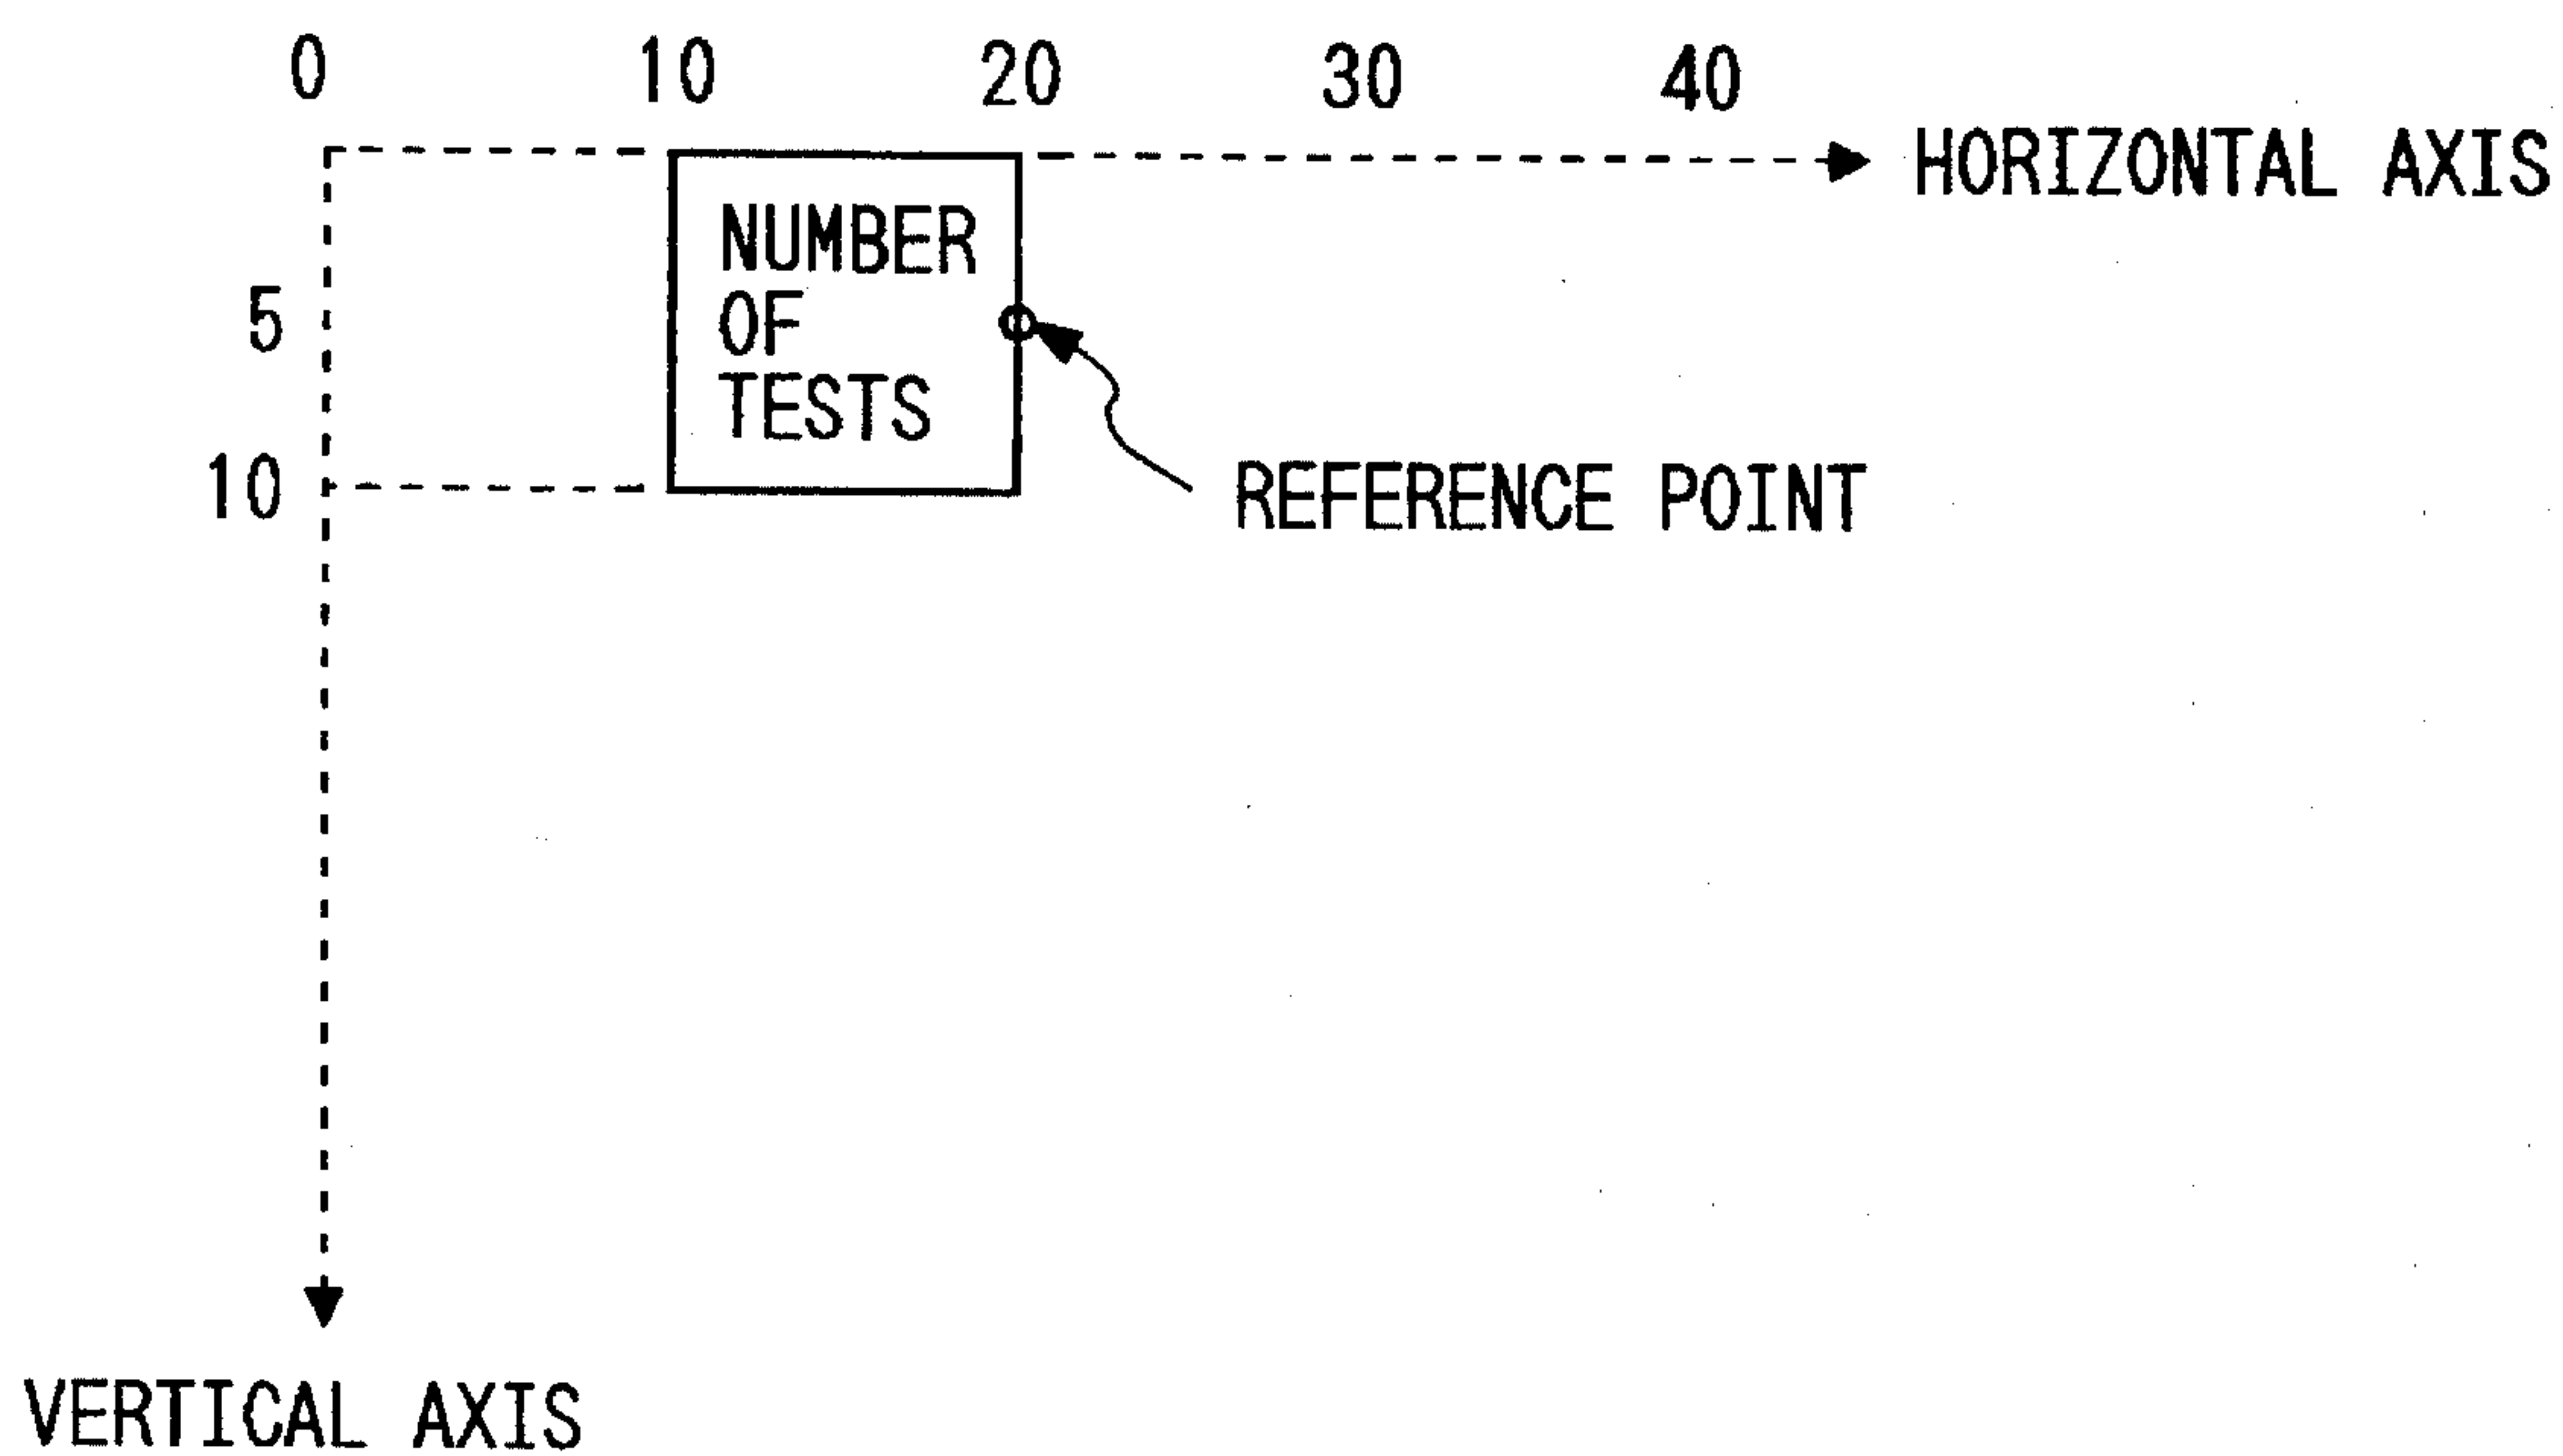 0 10 20 30 40
HORIZONTAL AXIS
NUMBER
OF
TESTS
5
10
REFERENCE POINT
VERTICAL AXIS